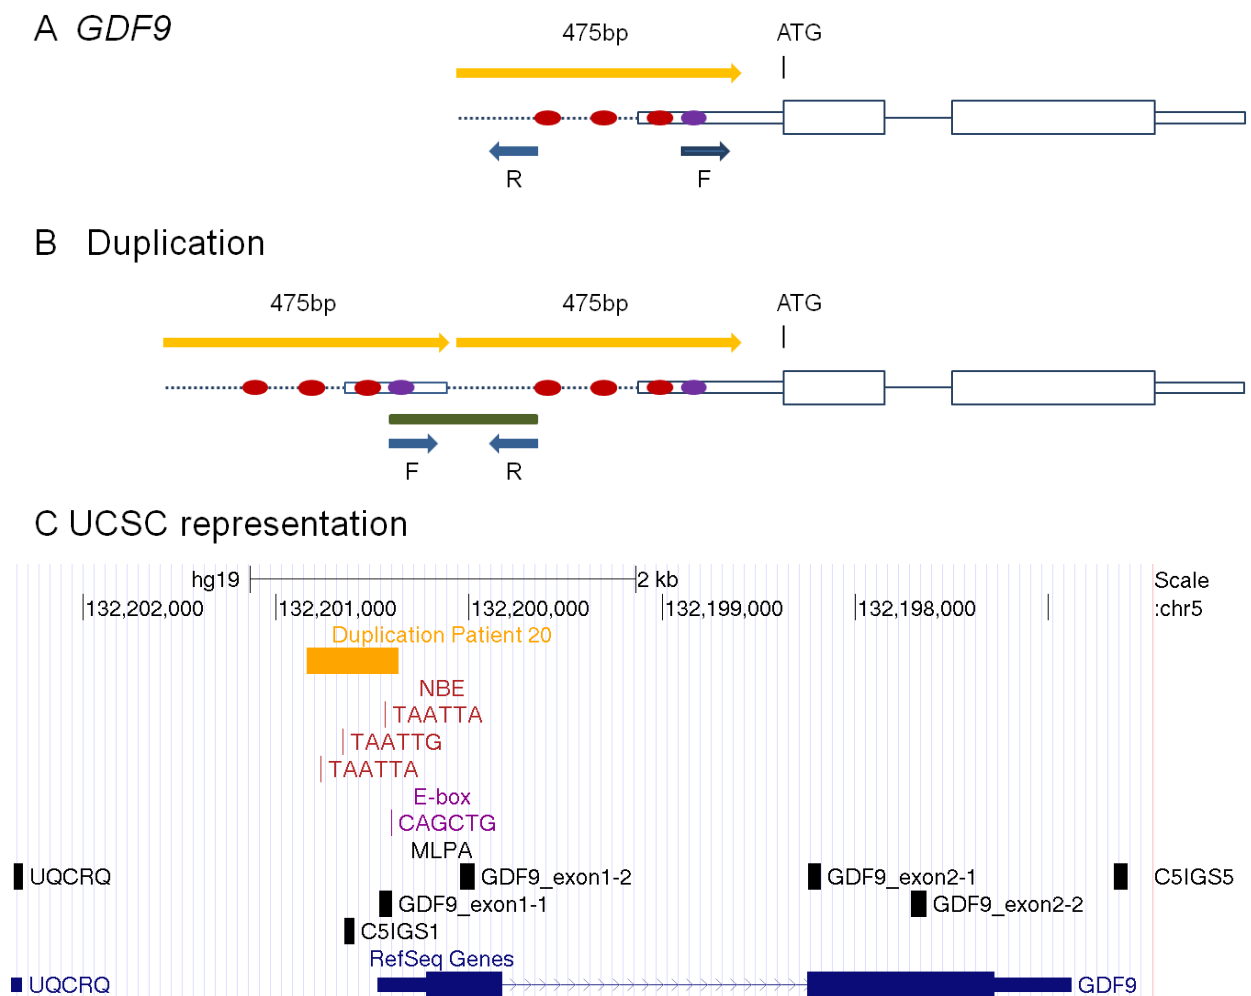 A GDF9
475bp ATG
R F
B Duplication
475bp 475bp ATG
F R
C UCSC representation
hg19 2 kb Scale
132,202,000 132,201,000 132,200,000 132,199,000 132,198,000 :chr5
Duplication Patient 20
NBE
TAATTA
TAATTG
TAATTA
E-box
CAGCTG
MLPA
UQCRQ GDF9_exon1-2 GDF9_exon2-1 C5IGS5
GDF9_exon1-1 GDF9_exon2-2
C5IGS1
RefSeq Genes
UQCRQ GDF9